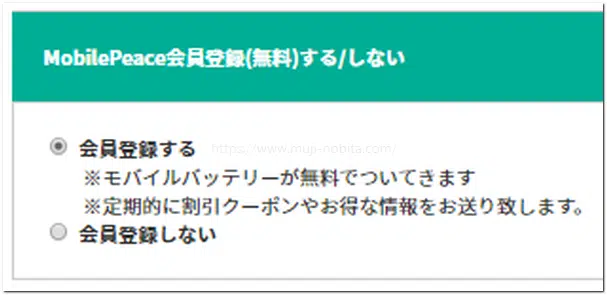 MobilePeace会員登録(無料)する/しない
会員登録する
https://www.muji-nobita.com/
※モバイルバッテリーが無料でついてきます
※定期的に割引クーポンやお得な情報をお送り致します。
会員登録しない